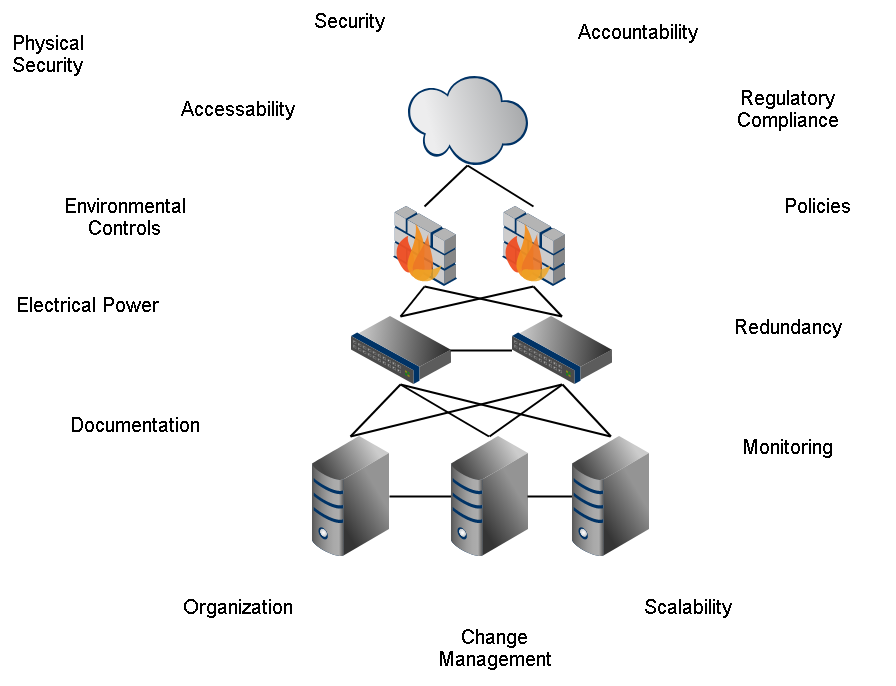 Security
Accountability
Physical
Security
Accessability
Regulatory
Compliance
Environmental
Controls
Policies
Electrical Power
Redundancy
Documentation
Monitoring
Organization
Scalability
Change
Management